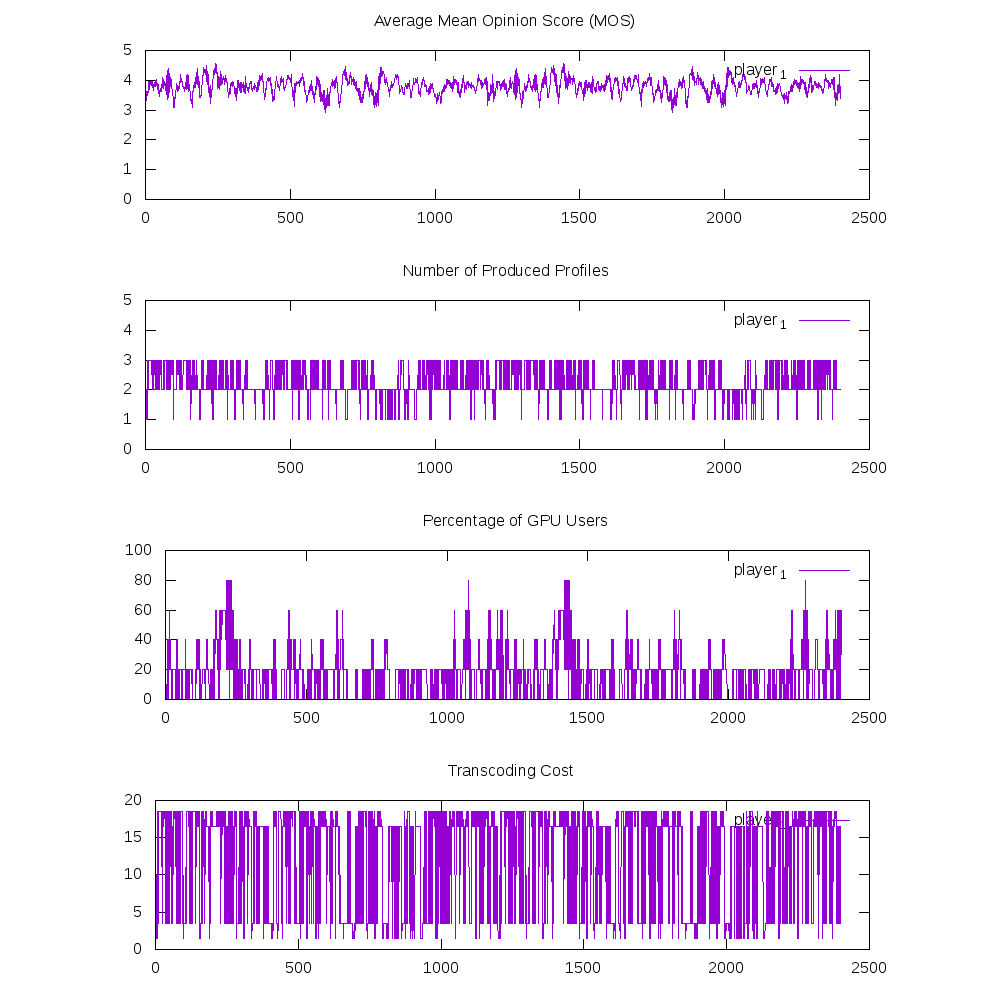 Average Mean Opinion Score (MOS)
5
player 1
4
3
2
1
0
0 500 1000 1500 2000 2500
Number of Produced Profiles
5
player 1
4
3
2
1
0
0 500 1000 1500 2000 2500
Percentage of GPU Users
100
player 1
80
60
40
20
0
0 500 1000 1500 2000 2500
Transcoding Cost
20
playe
15
10
5
0
0 500 1000 1500 2000 2500